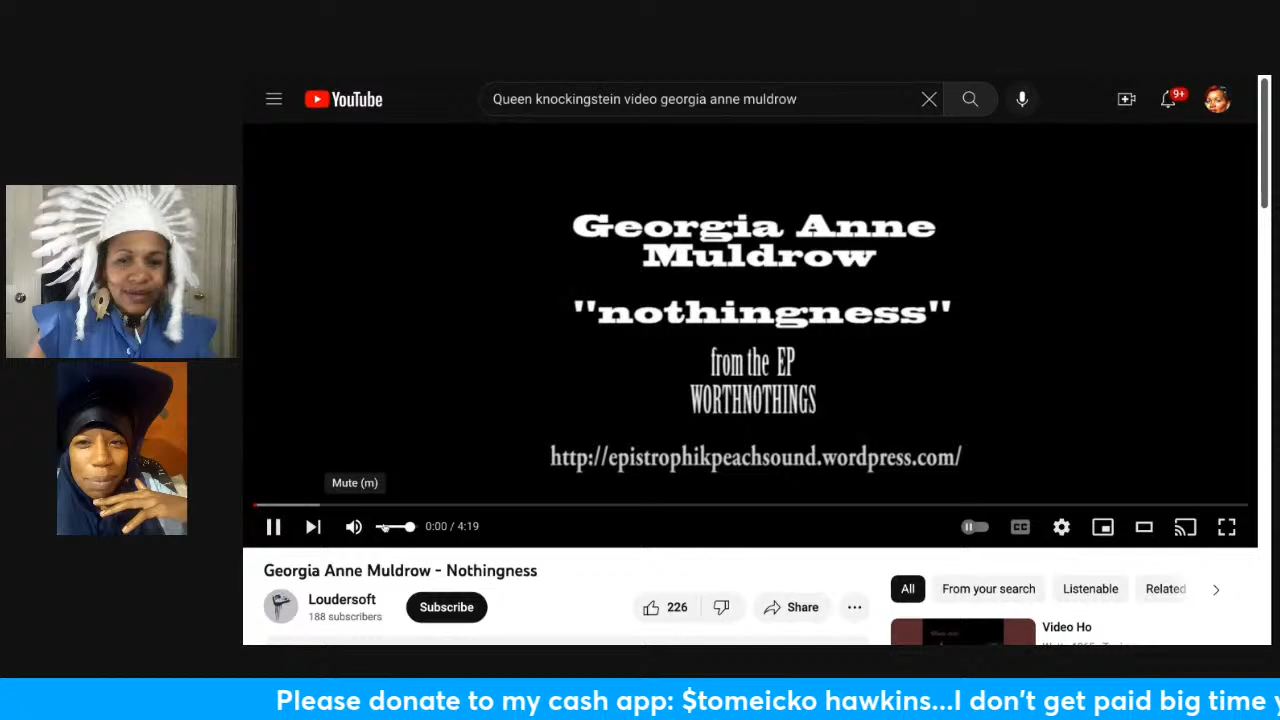 YouTube
Queen knockingstein video georgia anne muldrow
9+
Georgia Anne
Muldrow
"nothingness"
from the EP
WORTHNOTHINGS
http://epistrophikpeachsound.wordpress.com/
Mute (m)
0:00 / 4:19
CC
Georgia Anne Muldrow - Nothingness
Loudersoft
188 subscribers
Subscribe
226
Share
All
From your search
Listenable
Related
Video Ho
Please donate to my cash app: $tomeicko hawkins...I don't get paid big time y